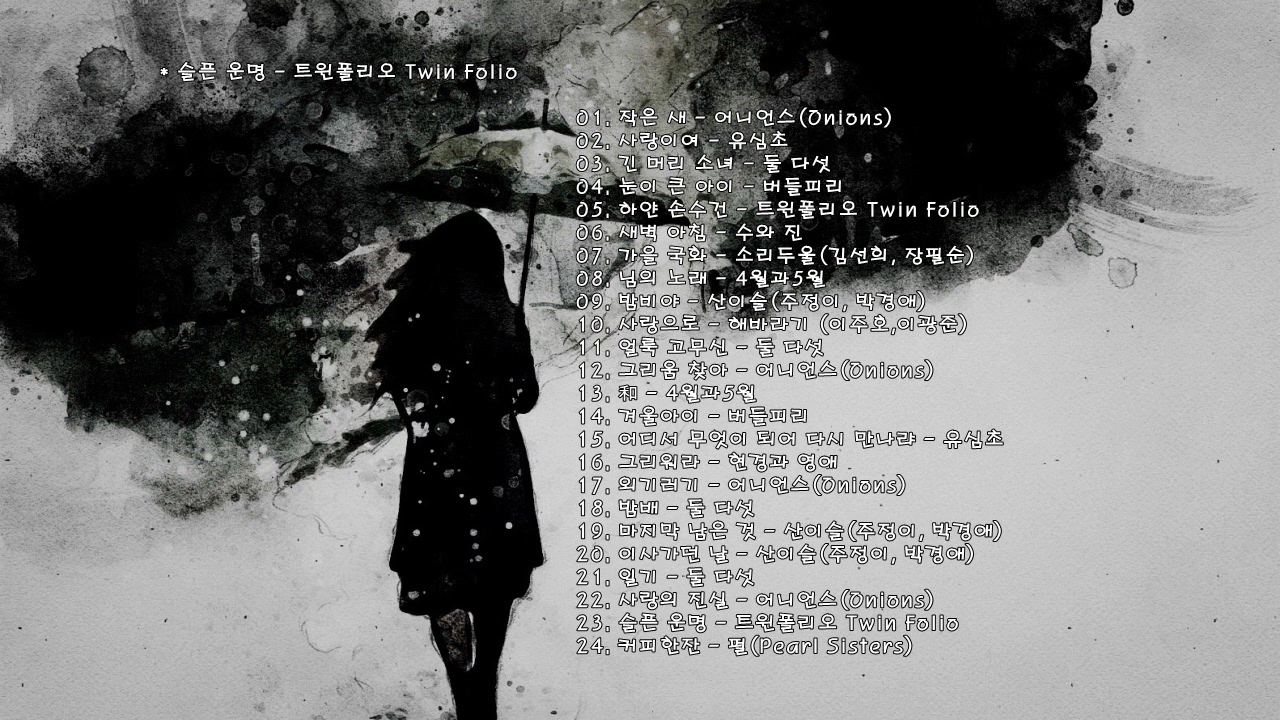 * 슬픈 운명 - 트윈폴리오 Twin Folio
01. 작은 새 - 어니언스(Onions)
02. 사랑이여 - 유심초
03. 긴 머리 소녀 - 둘 다섯
04. 눈이 큰 아이 - 버들피리
05. 하얀 손수건 - 트윈폴리오 Twin Folio
06. 새벽 아침 - 수와 진
07. 가을 국화 - 소리두울(김선희, 장필순)
08. 님의 노래 - 4월과5월
09. 밤비야 - 산이슬(주정이, 박경애)
10. 사랑으로 - 해바라기 (이주호,이광준)
11. 얼룩 고무신 - 둘 다섯
12. 그리움 찾아 - 어니언스(Onions)
13. 和 - 4월과5월
14. 겨울아이 - 버들피리
15. 어디서 무엇이 되어 다시 만나랴 - 유심초
16. 그리워라 - 현경과 영애
17. 외기러기 - 어니언스(Onions)
18. 밤배 - 둘 다섯
19. 마지막 남은 것 - 산이슬(주정이, 박경애)
20. 이사가던 날 - 산이슬(주정이, 박경애)
21. 일기 - 둘 다섯
22. 사랑의 진실 - 어니언스(Onions)
23. 슬픈 운명 - 트윈폴리오 Twin Folio
24. 커피한잔 - 펄(Pearl Sisters)